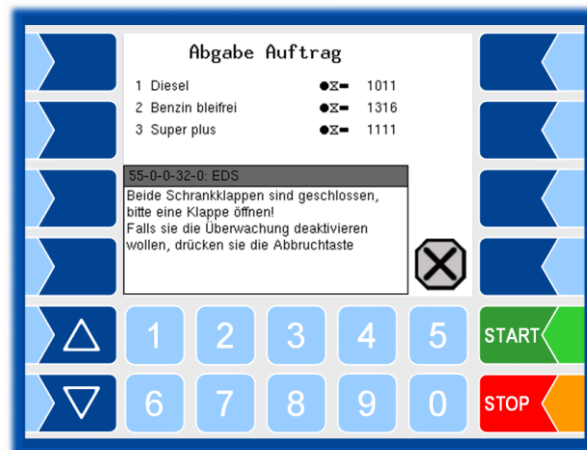 Abgabe Auftrag
1 Diesel 1011
2 Benzin bleifrei 1316
3 Super plus 1111
55-0-0-32-0: EDS
Beide Schrankklappen sind geschlossen,
bitte eine Klappe öffnen!
Falls sie die Überwachung deaktivieren
wollen, drücken sie die Abbruchtaste
1 2 3 4 5 START
6 7 8 9 0 STOP